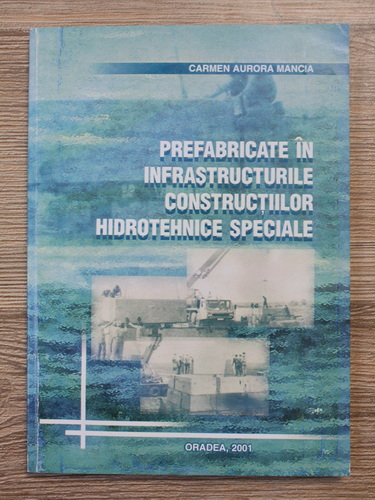 CARMEN AURORA MANCIA
PREFABRICATE ÎN
INFRASTRUCTURILE
CONSTRUCȚIILOR
HIDROTEHNICE SPECIALE
ORADEA, 2001